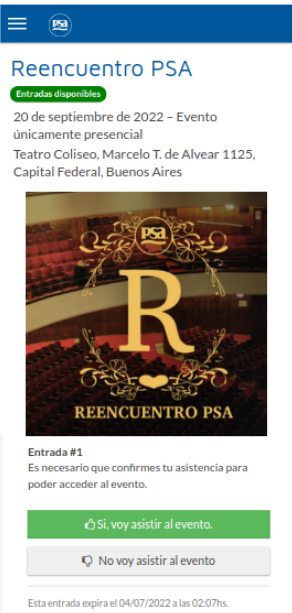 PSA
Reencuentro PSA
Entradas disponibles
20 de septiembre de 2022 – Evento
únicamente presencial
Teatro Coliseo, Marcelo T. de Alvear 1125,
Capital Federal, Buenos Aires
PSa
R
REENCUENTRO PSA
Entrada #1
Es necesario que confirmes tu asistencia para
poder acceder al evento.
Si, voy asistir al evento.
No voy asistir al evento
Esta entrada expira el 04/07/2022 a las 02:07hs.